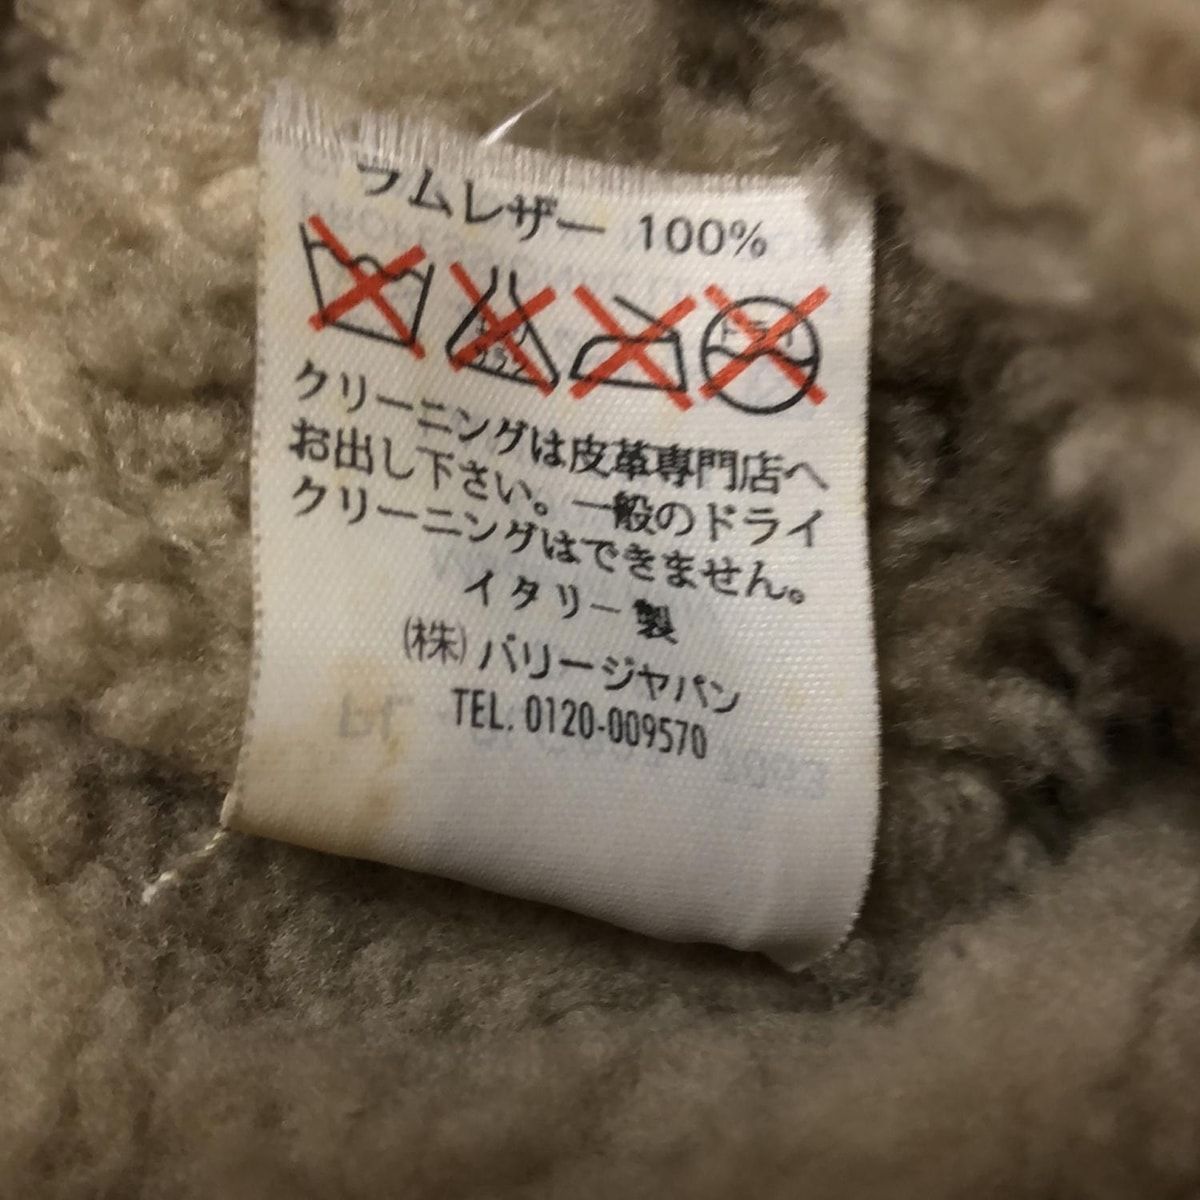 ラムレザー 100%
ドライ
クリーニングは皮革専門店へ
お出し下さい。一般のドライ
クリーニングはできません。
イタリー製
(株)バリージャパン
TEL. 0120-009570